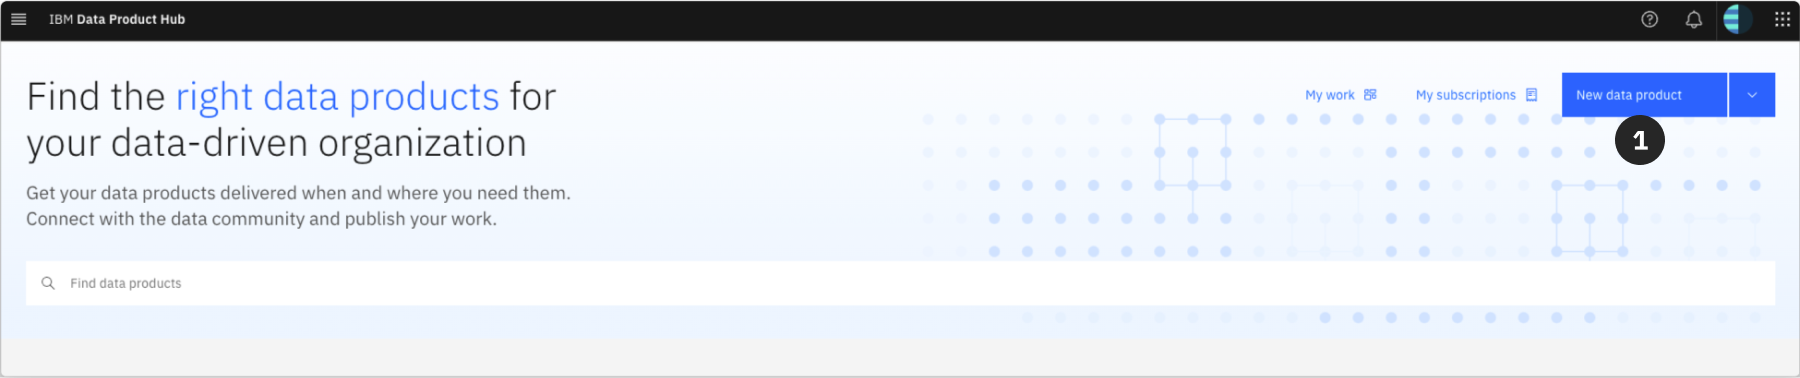 IBM Data Product Hub
Find the right data products for
your data-driven organization
My work
My subscriptions
New data product
1
Get your data products delivered when and where you need them.
Connect with the data community and publish your work.
Find data products